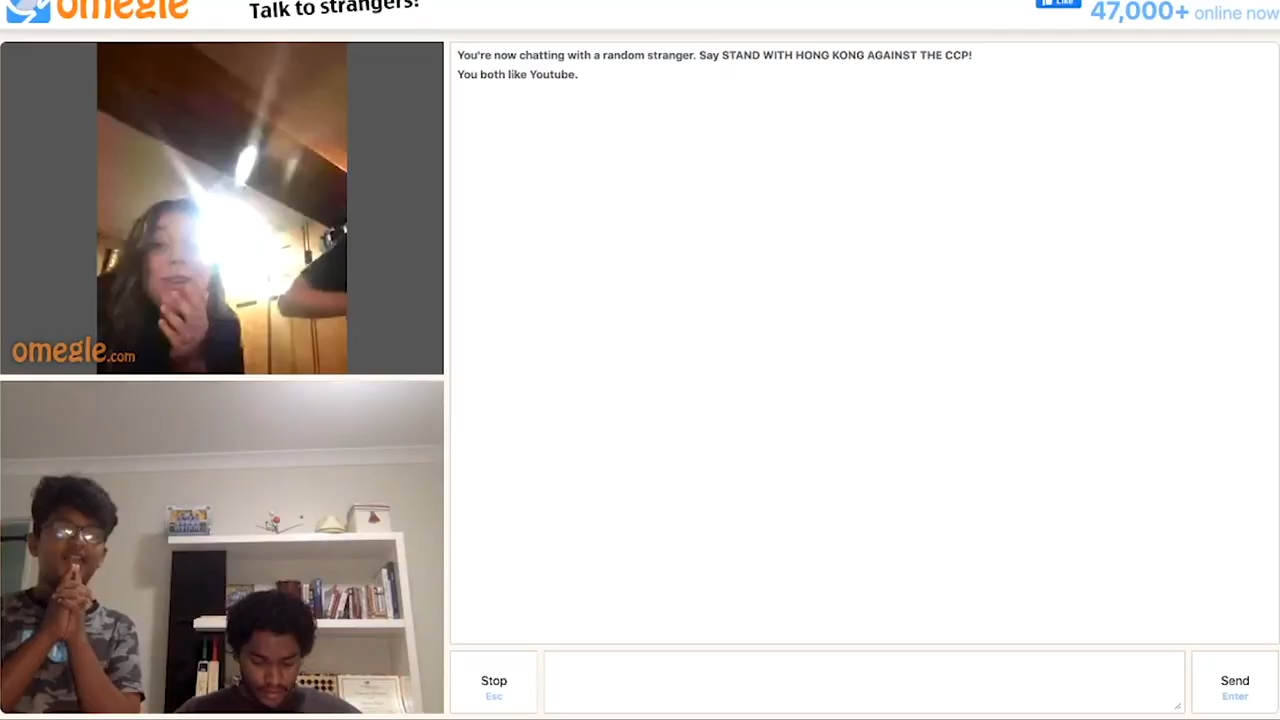 omegle
Talk to strangers!
Like
47,000+ online now
You're now chatting with a random stranger. Say STAND WITH HONG KONG AGAINST THE CCP!
You both like Youtube.
omegle.com
Stop
Esc
Send
Enter